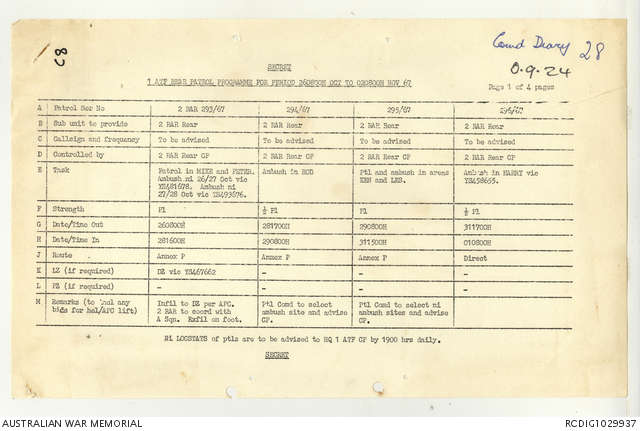 82
Comd Diary 28
0.9.24
SECRET
1 ATF REAR PATROL PROGRAMME FOR PERIOD 260800H OCT TO 020800H NOV 67
Page 1 of 4 pages
A Patrol Ser No 2 RAR 293/67 294/67 295/67 296/67
B Sub unit to provide 2 RAR Rear 2 RAR Rear 2 RAR Rear 2 RAR Rear
C Callsign and frequency To be advised To be advised To be advised To be advised
D Controlled by 2 RAR Rear CP 2 RAR Rear CP 2 RAR Rear CP 2 RAR Rear CP
E Task Patrol in MIKE and PETER. Ambush in ROD Ptl and ambush in areas Ambush in HARRY vic
Ambush ni 26/27 Oct vic KEN and LEO. YS458655.
YS481678. Ambush ni
27/28 Oct vic YS493676.
F Strength Pl ½ Pl Pl ½ Pl
G Date/Time Out 260800H 281700H 290800H 311700H
H Date/Time In 281600H 290800H 311500H 010800H
J Route Annex P Annex P Annex P Direct
K LZ (if required) DZ vic YS467662 - - -
L PZ (if required) - - - -
M Remarks (to incl any Infil to DZ per APC. Ptl Comd to select Ptl Comd to select ni
bids for hel/APC lift) 2 RAR to coord with ambush site and advise ambush sites and advise
A Sqn. Exfil on foot. CP. CP.
Ni LOCSTATS of ptls are to be advised to HQ 1 ATF CP by 1900 hrs daily.
SECRET
AUSTRALIAN WAR MEMORIAL
RCDIG1029937